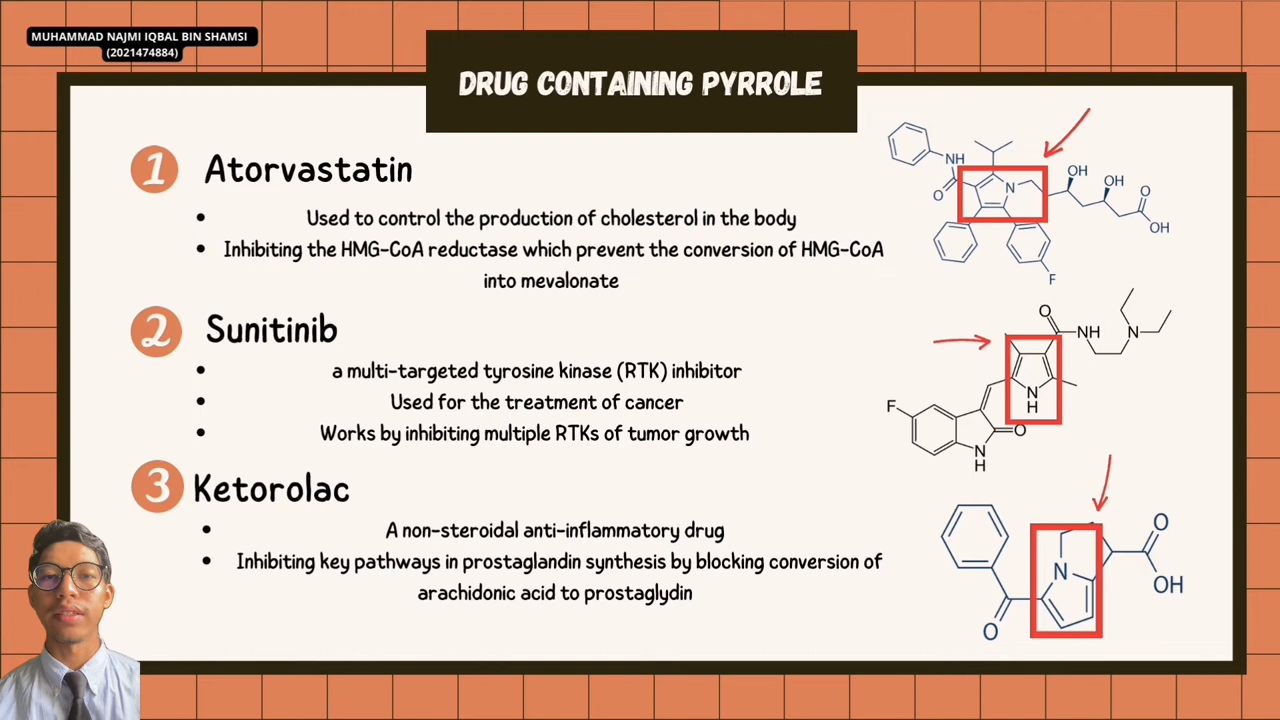 MUHAMMAD NAJMI IQBAL BIN SHAMSI
(2021474884)
DRUG CONTAINING PYRROLE
1 Atorvastatin
• Used to control the production of cholesterol in the body
• Inhibiting the HMG-CoA reductase which prevent the conversion of HMG-CoA
into mevalonate
NH
O
N
OH
OH
O
OH
F
2 Sunitinib
• a multi-targeted tyrosine kinase (RTK) inhibitor
• Used for the treatment of cancer
• Works by inhibiting multiple RTKs of tumor growth
O
NH
N
N
H
F
O
N
H
3 Ketorolac
• A non-steroidal anti-inflammatory drug
• Inhibiting key pathways in prostaglandin synthesis by blocking conversion of
arachidonic acid to prostaglydin
O
N
OH
O